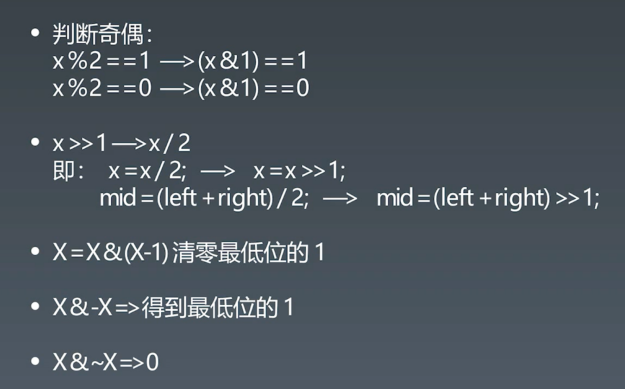 • 判断奇偶：
x%2==1 —>(x&1)==1
x%2==0 —>(x&1)==0
• x>>1—>x/2
即： x=x/2; —> x=x>>1;
mid=(left+right)/2; —> mid=(left+right)>>1;
• X=X&(X-1)清零最低位的1
• X&-X=>得到最低位的1
• X&~X=>0